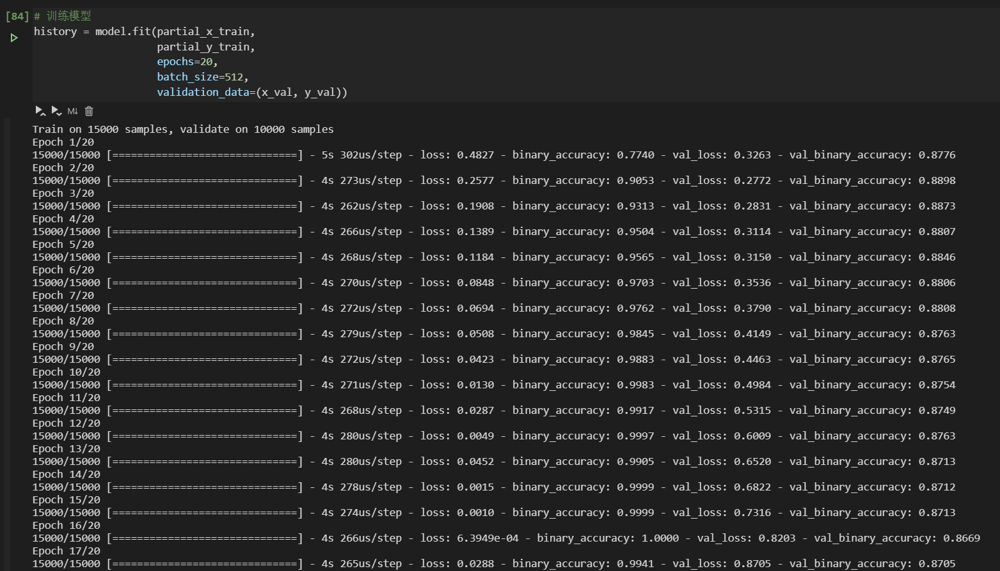 [84] # 训练模型
history = model.fit(partial_x_train,
partial_y_train,
epochs=20,
batch_size=512,
validation_data=(x_val, y_val))
M↓
Train on 15000 samples, validate on 10000 samples
Epoch 1/20
15000/15000 [==============================] - 5s 302us/step - loss: 0.4827 - binary_accuracy: 0.7740 - val_loss: 0.3263 - val_binary_accuracy: 0.8776
Epoch 2/20
15000/15000 [==============================] - 4s 273us/step - loss: 0.2577 - binary_accuracy: 0.9053 - val_loss: 0.2772 - val_binary_accuracy: 0.8898
Epoch 3/20
15000/15000 [==============================] - 4s 262us/step - loss: 0.1908 - binary_accuracy: 0.9313 - val_loss: 0.2831 - val_binary_accuracy: 0.8873
Epoch 4/20
15000/15000 [==============================] - 4s 266us/step - loss: 0.1389 - binary_accuracy: 0.9504 - val_loss: 0.3114 - val_binary_accuracy: 0.8807
Epoch 5/20
15000/15000 [==============================] - 4s 268us/step - loss: 0.1184 - binary_accuracy: 0.9565 - val_loss: 0.3150 - val_binary_accuracy: 0.8846
Epoch 6/20
15000/15000 [==============================] - 4s 270us/step - loss: 0.0848 - binary_accuracy: 0.9703 - val_loss: 0.3536 - val_binary_accuracy: 0.8806
Epoch 7/20
15000/15000 [==============================] - 4s 272us/step - loss: 0.0694 - binary_accuracy: 0.9762 - val_loss: 0.3790 - val_binary_accuracy: 0.8808
Epoch 8/20
15000/15000 [==============================] - 4s 279us/step - loss: 0.0508 - binary_accuracy: 0.9845 - val_loss: 0.4149 - val_binary_accuracy: 0.8763
Epoch 9/20
15000/15000 [==============================] - 4s 272us/step - loss: 0.0423 - binary_accuracy: 0.9883 - val_loss: 0.4463 - val_binary_accuracy: 0.8765
Epoch 10/20
15000/15000 [==============================] - 4s 271us/step - loss: 0.0130 - binary_accuracy: 0.9983 - val_loss: 0.4984 - val_binary_accuracy: 0.8754
Epoch 11/20
15000/15000 [==============================] - 4s 268us/step - loss: 0.0287 - binary_accuracy: 0.9917 - val_loss: 0.5315 - val_binary_accuracy: 0.8749
Epoch 12/20
15000/15000 [==============================] - 4s 280us/step - loss: 0.0049 - binary_accuracy: 0.9997 - val_loss: 0.6009 - val_binary_accuracy: 0.8763
Epoch 13/20
15000/15000 [==============================] - 4s 280us/step - loss: 0.0452 - binary_accuracy: 0.9905 - val_loss: 0.6520 - val_binary_accuracy: 0.8713
Epoch 14/20
15000/15000 [==============================] - 4s 278us/step - loss: 0.0015 - binary_accuracy: 0.9999 - val_loss: 0.6822 - val_binary_accuracy: 0.8712
Epoch 15/20
15000/15000 [==============================] - 4s 274us/step - loss: 0.0010 - binary_accuracy: 0.9999 - val_loss: 0.7316 - val_binary_accuracy: 0.8713
Epoch 16/20
15000/15000 [==============================] - 4s 266us/step - loss: 6.3949e-04 - binary_accuracy: 1.0000 - val_loss: 0.8203 - val_binary_accuracy: 0.8669
Epoch 17/20
15000/15000 [==============================] - 4s 265us/step - loss: 0.0288 - binary_accuracy: 0.9941 - val_loss: 0.8705 - val_binary_accuracy: 0.8705